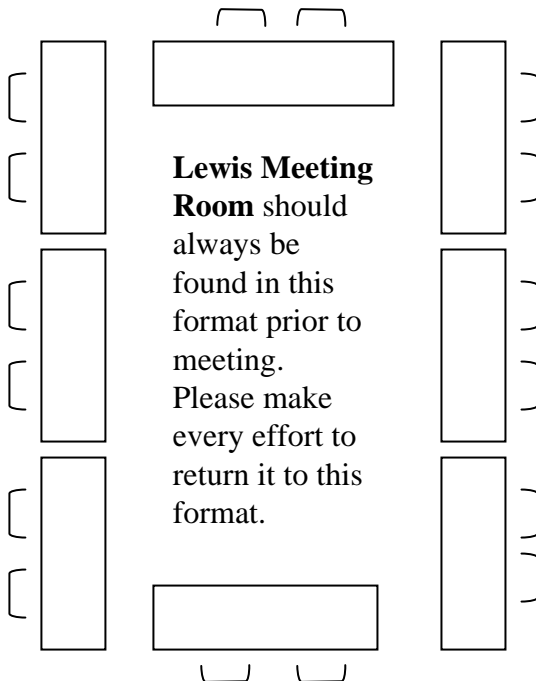 Lewis Meeting
Room should
always be
found in this
format prior to
meeting.
Please make
every effort to
return it to this
format.